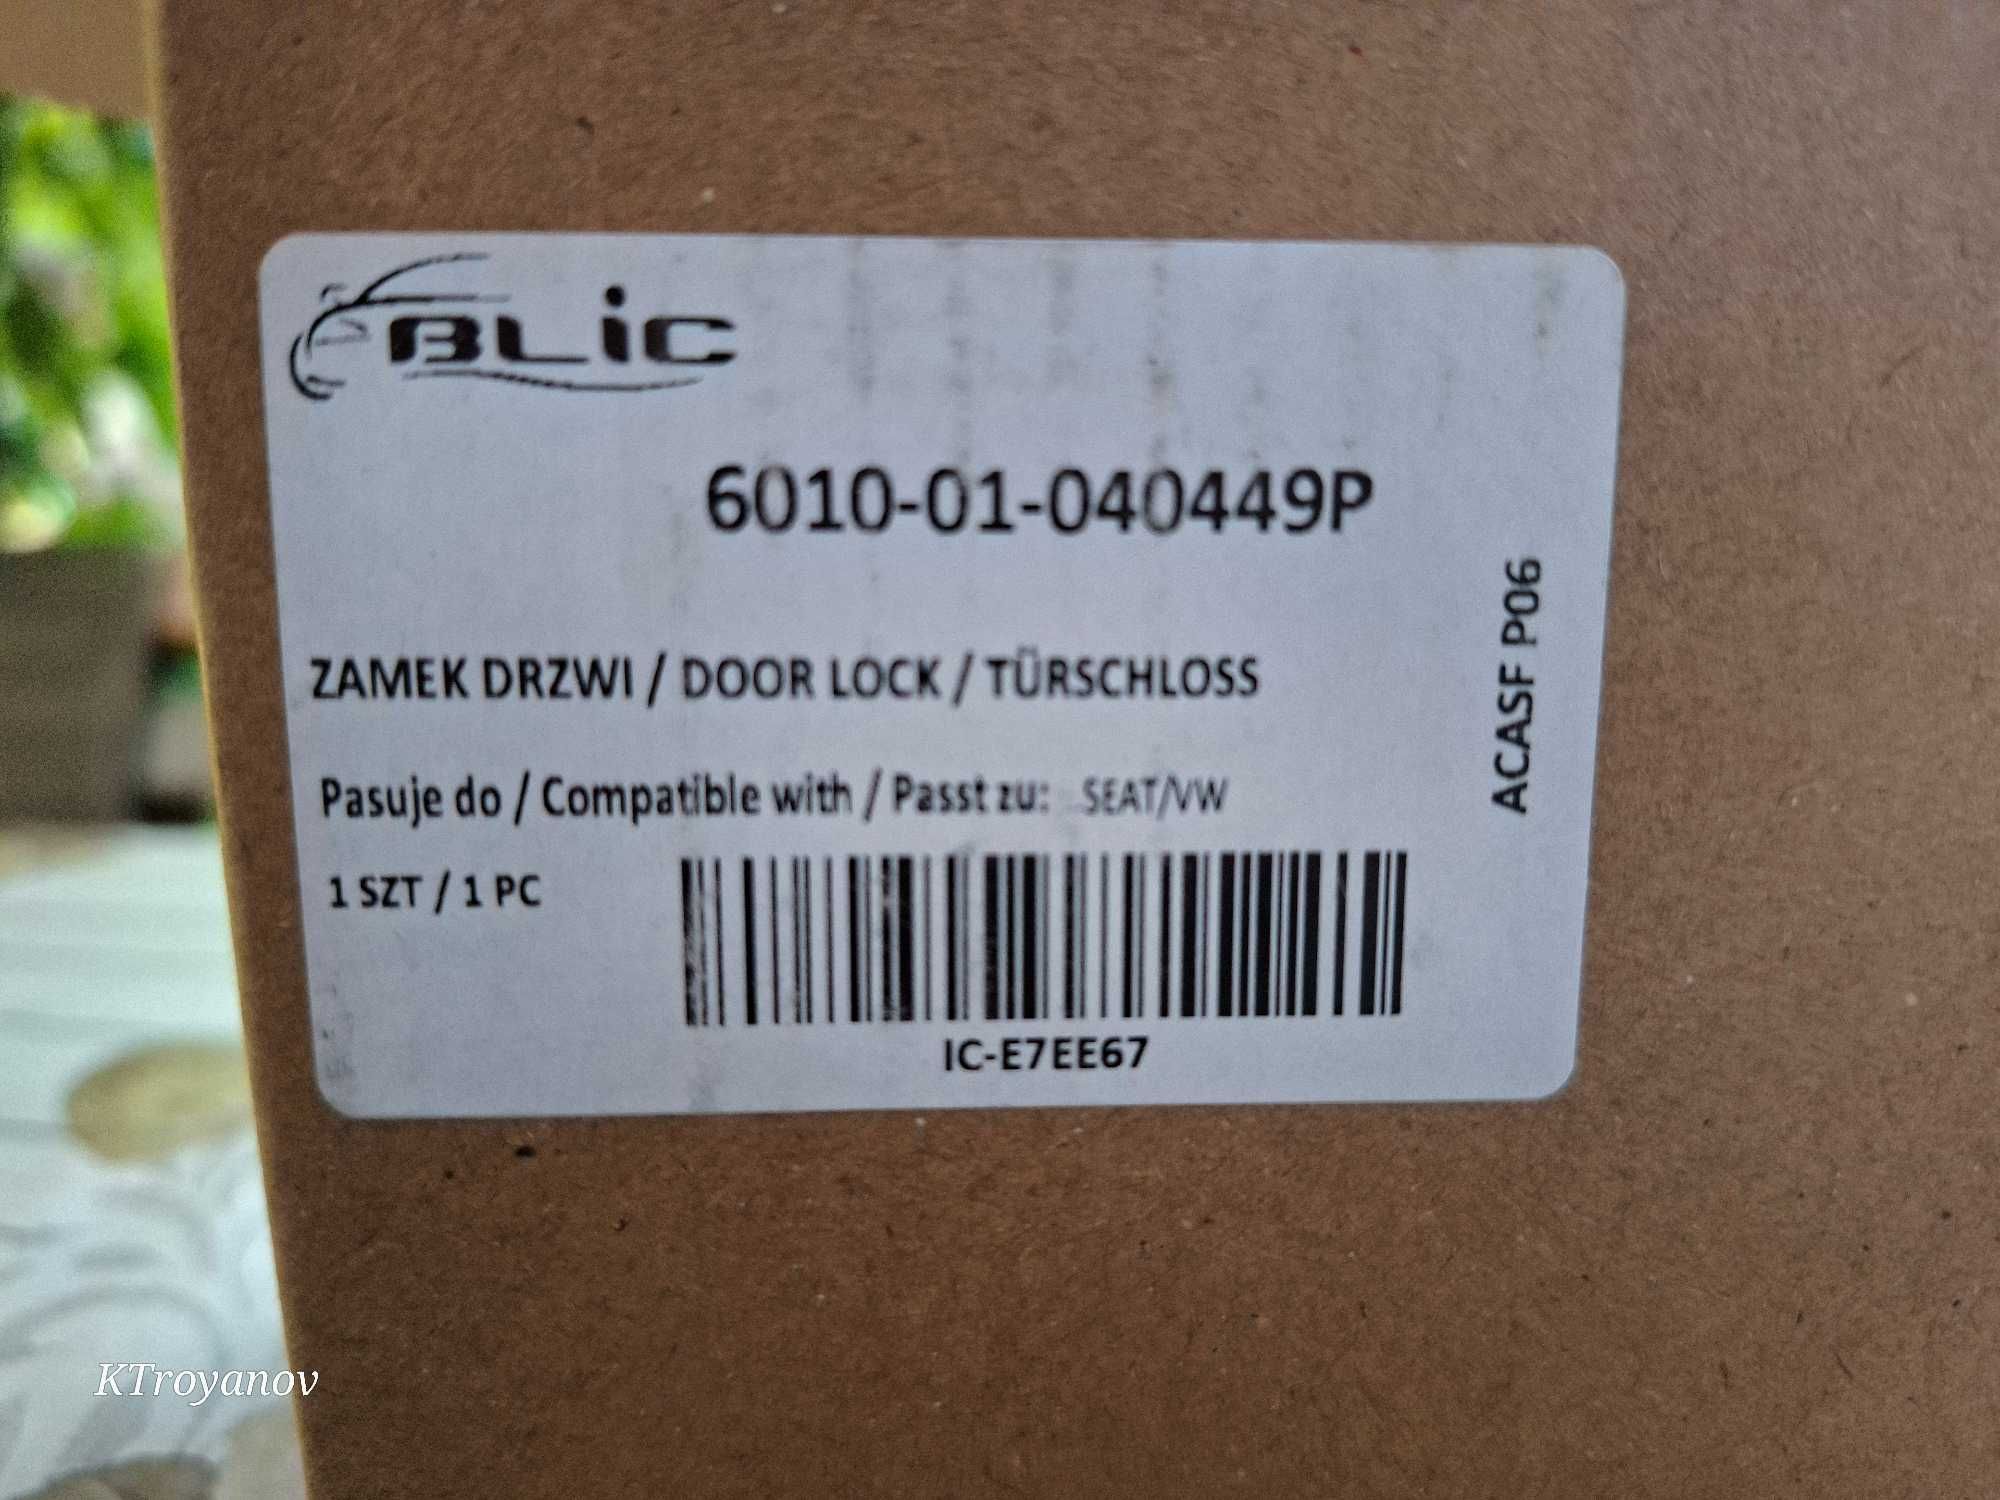 BLiC
6010-01-040449P
ACASF P06
ZAMEK DRZWI / DOOR LOCK / TÜRSCHLOSS
Pasuje do / Compatible with / Passt zu: SEAT/VW
1 SZT / 1 PC
IC-E7EE67
KTroyanov